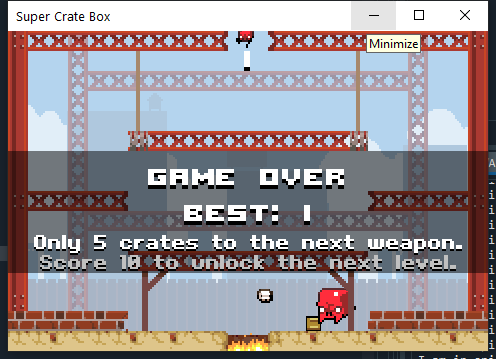 Super Crate Box
Minimize
GAME OVER
BEST: 1
Only 5 crates to the next weapon.
Score 10 to unlock the next level.